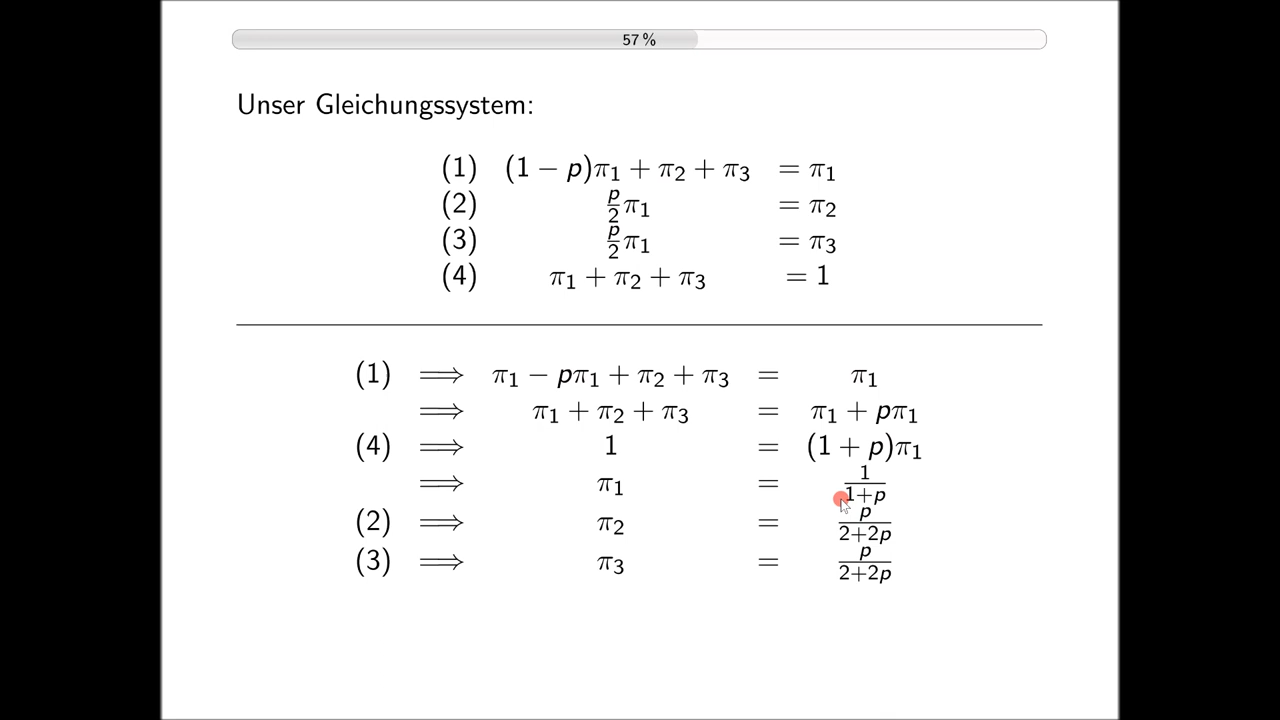 57 %
Unser Gleichungssystem:
(1) (1 − p)π₁ + π₂ + π₃ = π₁
(2) p/2 π₁ = π₂
(3) p/2 π₁ = π₃
(4) π₁ + π₂ + π₃ = 1
(1) ⟹ π₁ − pπ₁ + π₂ + π₃ = π₁
⟹ π₁ + π₂ + π₃ = π₁ + pπ₁
(4) ⟹ 1 = (1 + p)π₁
⟹ π₁ = 1/(1+p)
(2) ⟹ π₂ = p/(2+2p)
(3) ⟹ π₃ = p/(2+2p)